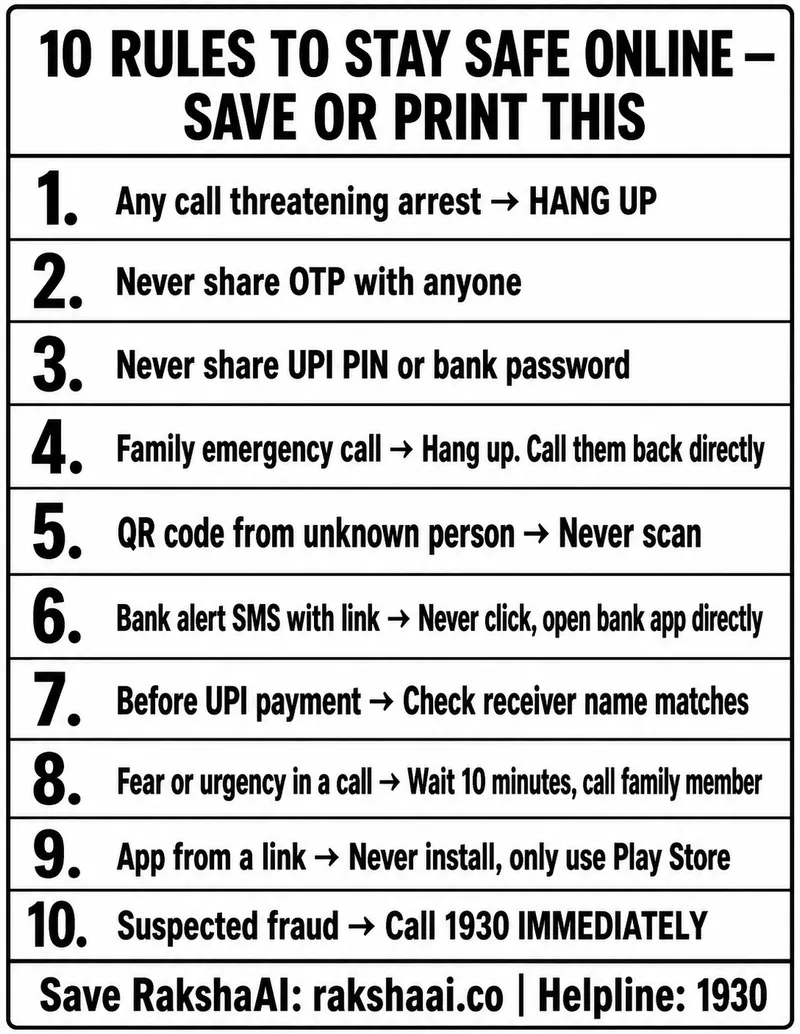 10 RULES TO STAY SAFE ONLINE –
SAVE OR PRINT THIS
1. Any call threatening arrest → HANG UP
2. Never share OTP with anyone
3. Never share UPI PIN or bank password
4. Family emergency call → Hang up. Call them back directly
5. QR code from unknown person → Never scan
6. Bank alert SMS with link → Never click, open bank app directly
7. Before UPI payment → Check receiver name matches
8. Fear or urgency in a call → Wait 10 minutes, call family member
9. App from a link → Never install, only use Play Store
10. Suspected fraud → Call 1930 IMMEDIATELY
Save RakshaAI: rakshaai.co | Helpline: 1930